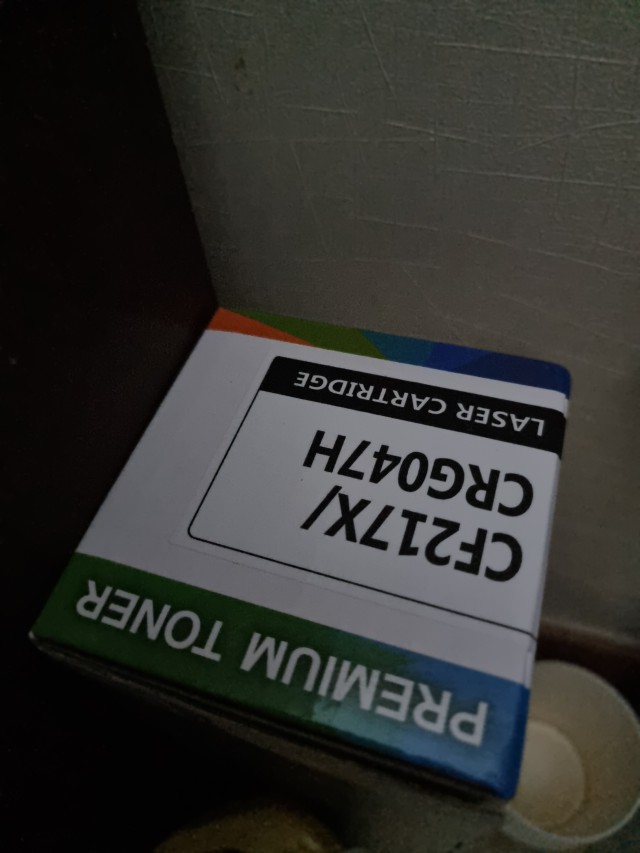 PREMIUM TONER
CF217X/
CRG047H
LASER CARTRIDGE